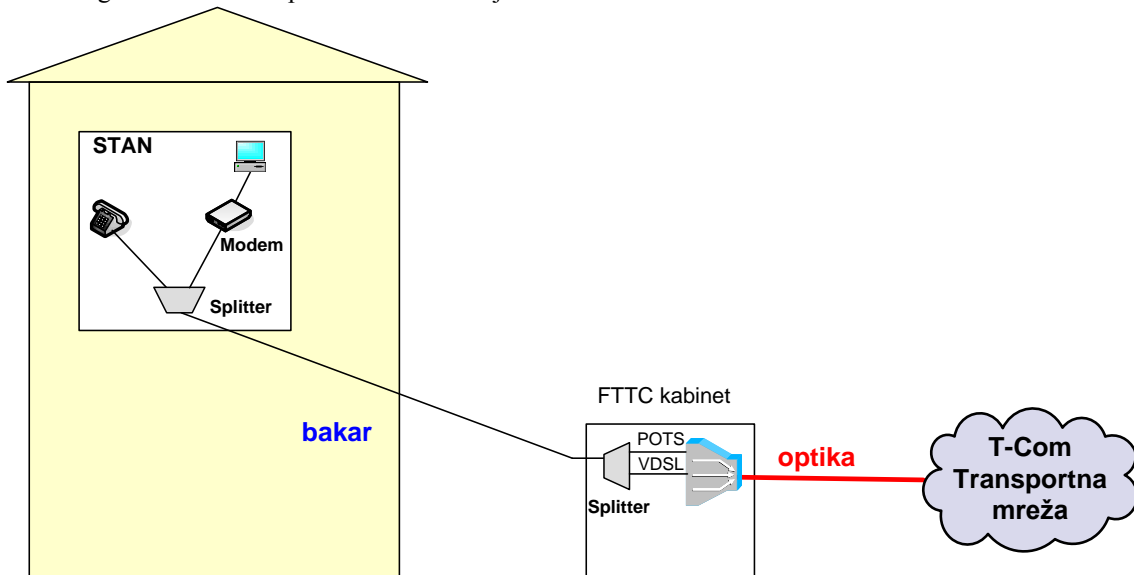 STAN
Modem
Splitter
bakar
FTTC kabinet
POTS
VDSL
Splitter
optika
T-Com
Transportna
mreža